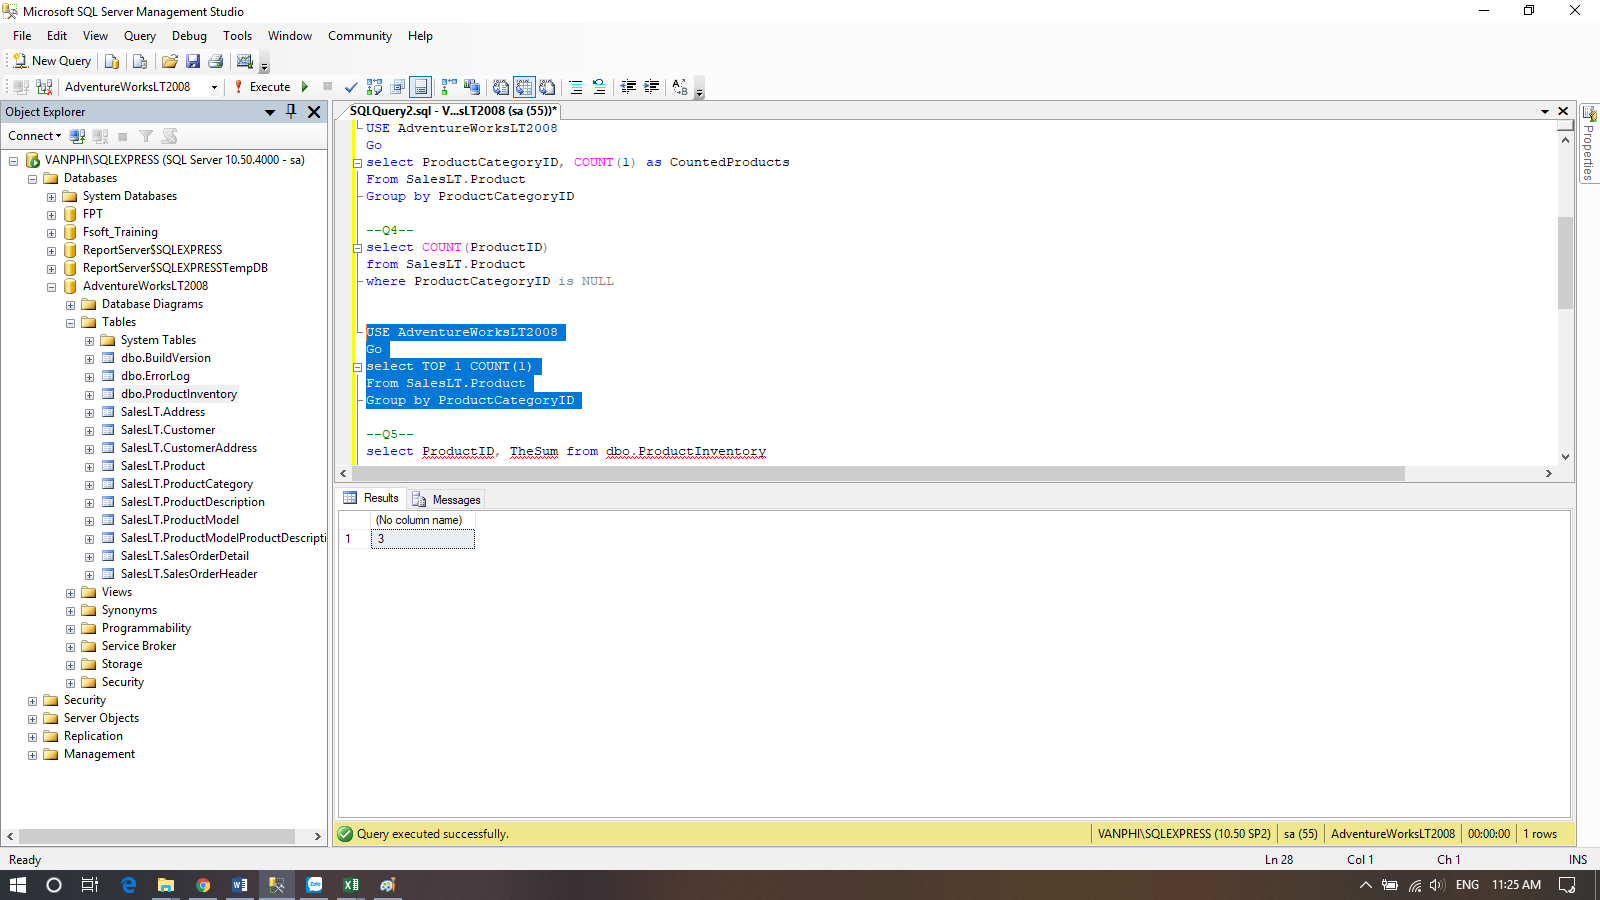 Microsoft SQL Server Management Studio
File Edit View Query Debug Tools Window Community Help
New Query
AdventureWorksLT2008 Execute
Object Explorer
Connect
VANPHI\SQLEXPRESS (SQL Server 10.50.4000 - sa)
Databases
System Databases
FPT
Fsoft_Training
ReportServer$SQLEXPRESS
ReportServer$SQLEXPRESSTempDB
AdventureWorksLT2008
Database Diagrams
Tables
System Tables
dbo.BuildVersion
dbo.ErrorLog
dbo.ProductInventory
SalesLT.Address
SalesLT.Customer
SalesLT.CustomerAddress
SalesLT.Product
SalesLT.ProductCategory
SalesLT.ProductDescription
SalesLT.ProductModel
SalesLT.ProductModelProductDescripti
SalesLT.SalesOrderDetail
SalesLT.SalesOrderHeader
Views
Synonyms
Programmability
Service Broker
Storage
Security
Security
Server Objects
Replication
Management
SQLQuery2.sql - V...sLT2008 (sa (55))*
USE AdventureWorksLT2008
Go
select ProductCategoryID, COUNT(1) as CountedProducts
From SalesLT.Product
Group by ProductCategoryID
--Q4--
select COUNT(ProductID)
from SalesLT.Product
where ProductCategoryID is NULL
USE AdventureWorksLT2008
Go
select TOP 1 COUNT(1)
From SalesLT.Product
Group by ProductCategoryID
--Q5--
select ProductID, TheSum from dbo.ProductInventory
Properties
Results Messages
(No column name)
1 3
Query executed successfully.
VANPHI\SQLEXPRESS (10.50 SP2) sa (55) AdventureWorksLT2008 00:00:00 1 rows
Ready Ln 28 Col 1 Ch 1 INS
Zalo
ENG 11:25 AM